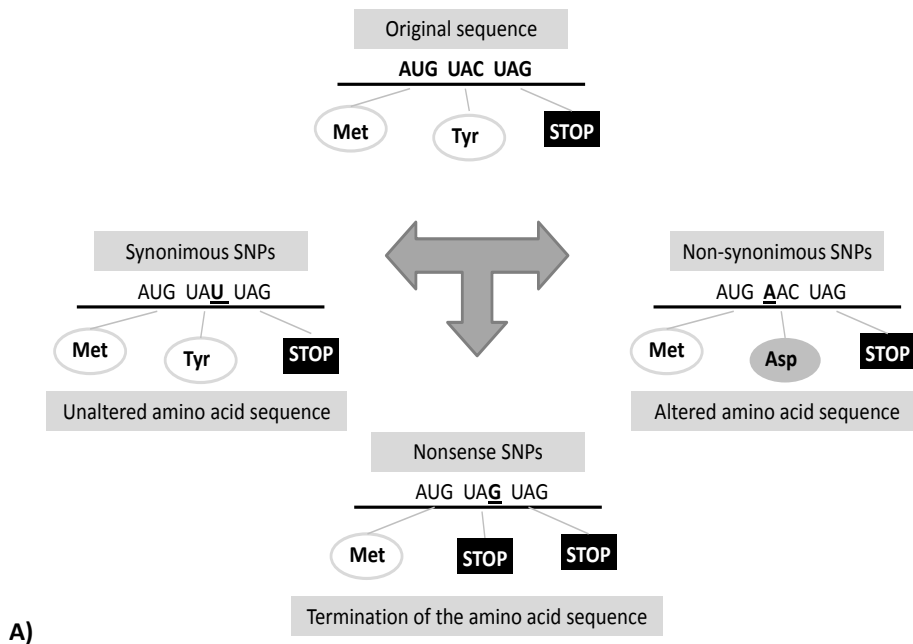 Original sequence
AUG UAC UAG
Met Tyr STOP
Synonimous SNPs
AUG UAU UAG
Met Tyr STOP
Unaltered amino acid sequence
Non-synonimous SNPs
AUG AAC UAG
Met Asp STOP
Altered amino acid sequence
Nonsense SNPs
AUG UAG UAG
Met STOP STOP
Termination of the amino acid sequence
A)